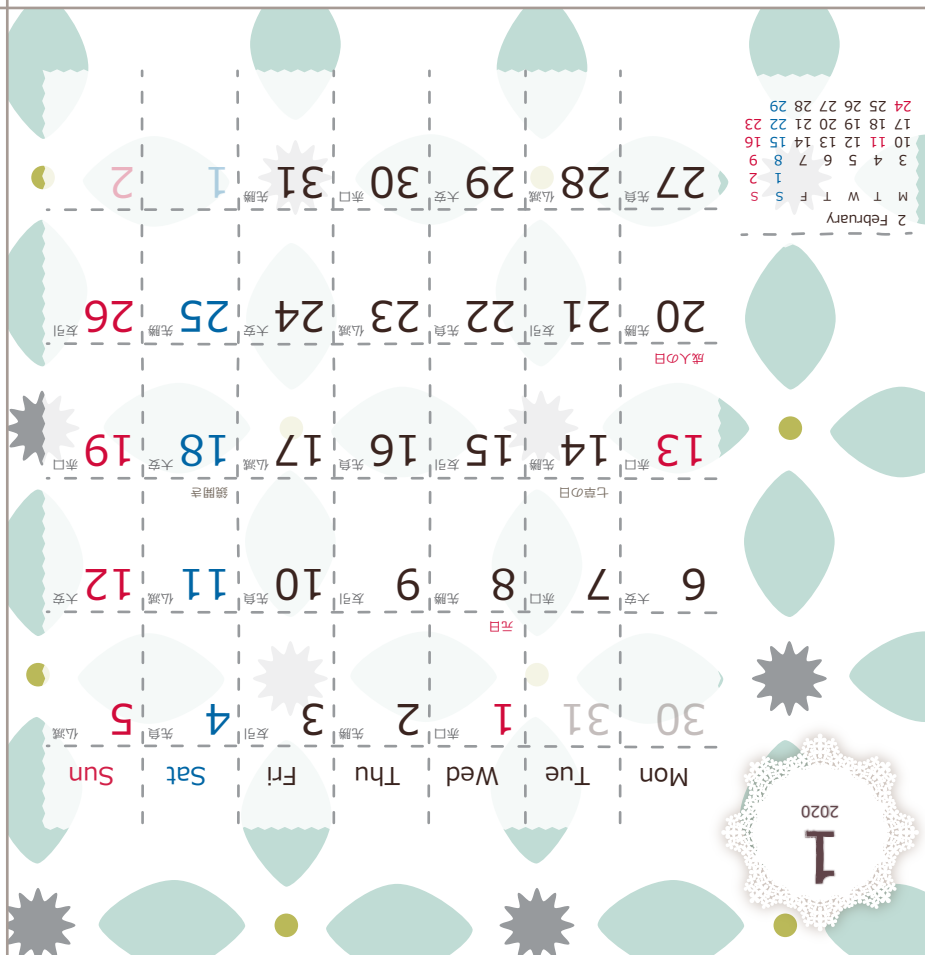 1
2020
Mon Tue Wed Thu Fri Sat Sun
30 31 1 赤口 2 先勝 3 友引 4 先負 5 仏滅
元日
6 大安 7 赤口 8 先勝 9 友引 10 先負 11 仏滅 12 大安
七草の日 鏡開き
13 赤口 14 先勝 15 友引 16 先負 17 仏滅 18 大安 19 赤口
成人の日
20 先勝 21 友引 22 先負 23 仏滅 24 大安 25 先勝 26 友引
27 先負 28 仏滅 29 大安 30 赤口 31 先勝 1 2
2 February
M T W T F S S
1 2
3 4 5 6 7 8 9
10 11 12 13 14 15 16
17 18 19 20 21 22 23
24 25 26 27 28 29